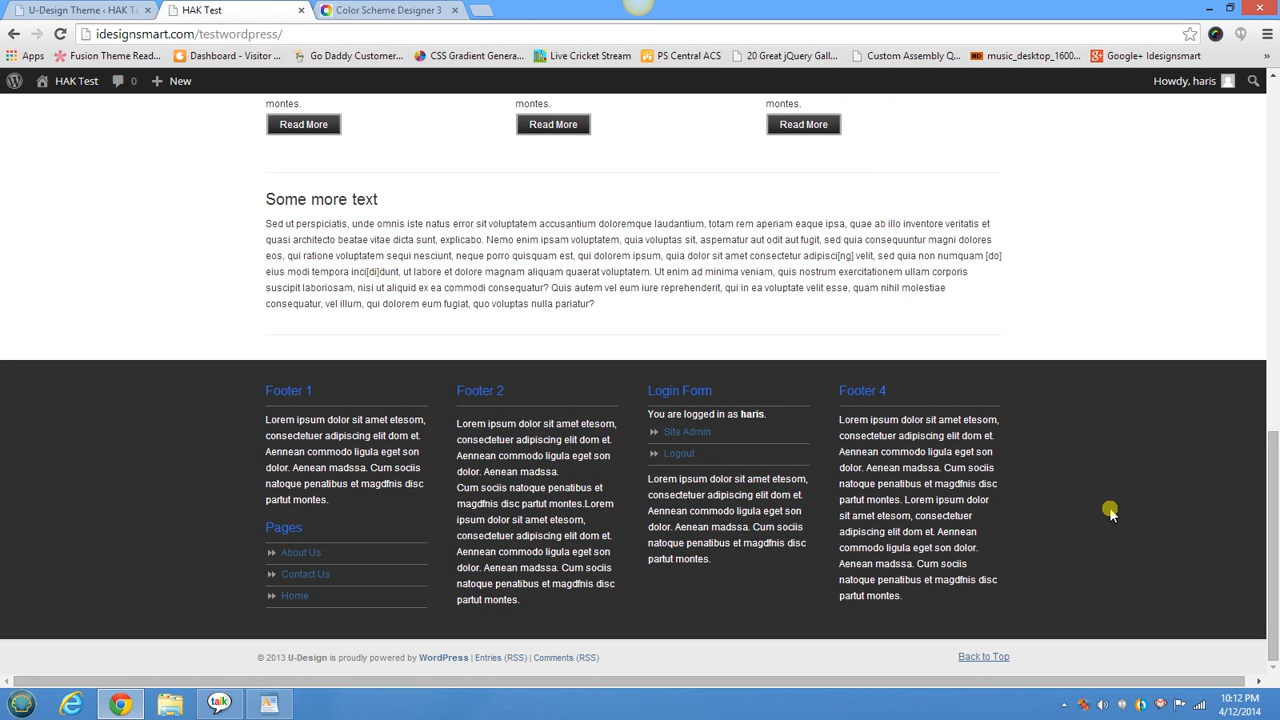 U-Design Theme ‹ HAK Te
HAK Test
Color Scheme Designer 3
idesignsmart.com/testwordpress/
Apps
Fusion Theme Read...
Dashboard - Visitor ...
Go Daddy Customer...
CSS Gradient Genera...
Live Cricket Stream
PS Central ACS
20 Great jQuery Gall...
Custom Assembly Q...
music_desktop_1600...
Google+ Idesignsmart
HAK Test
0
New
Howdy, haris
montes.
montes.
montes.
Read More
Read More
Read More
Some more text
Sed ut perspiciatis, unde omnis iste natus error sit voluptatem accusantium doloremque laudantium, totam rem aperiam eaque ipsa, quae ab illo inventore veritatis et
quasi architecto beatae vitae dicta sunt, explicabo. Nemo enim ipsam voluptatem, quia voluptas sit, aspernatur aut odit aut fugit, sed quia consequuntur magni dolores
eos, qui ratione voluptatem sequi nesciunt, neque porro quisquam est, qui dolorem ipsum, quia dolor sit amet consectetur adipisci[ng] velit, sed quia non numquam [do]
eius modi tempora inci[di]dunt, ut labore et dolore magnam aliquam quaerat voluptatem. Ut enim ad minima veniam, quis nostrum exercitationem ullam corporis
suscipit laboriosam, nisi ut aliquid ex ea commodi consequatur? Quis autem vel eum iure reprehenderit, qui in ea voluptate velit esse, quam nihil molestiae
consequatur, vel illum, qui dolorem eum fugiat, quo voluptas nulla pariatur?
Footer 1
Lorem ipsum dolor sit amet etesom,
consectetuer adipiscing elit dom et.
Aennean commodo ligula eget son
dolor. Aenean madssa. Cum sociis
natoque penatibus et magdfnis disc
partut montes.
Pages
About Us
Contact Us
Home
Footer 2
Lorem ipsum dolor sit amet etesom,
consectetuer adipiscing elit dom et.
Aennean commodo ligula eget son
dolor. Aenean madssa.
Cum sociis natoque penatibus et
magdfnis disc partut montes.Lorem
ipsum dolor sit amet etesom,
consectetuer adipiscing elit dom et.
Aennean commodo ligula eget son
dolor. Aenean madssa. Cum sociis
natoque penatibus et magdfnis disc
partut montes.
Login Form
You are logged in as haris.
Site Admin
Logout
Lorem ipsum dolor sit amet etesom,
consectetuer adipiscing elit dom et.
Aennean commodo ligula eget son
dolor. Aenean madssa. Cum sociis
natoque penatibus et magdfnis disc
partut montes.
Footer 4
Lorem ipsum dolor sit amet etesom,
consectetuer adipiscing elit dom et.
Aennean commodo ligula eget son
dolor. Aenean madssa. Cum sociis
natoque penatibus et magdfnis disc
partut montes. Lorem ipsum dolor
sit amet etesom, consectetuer
adipiscing elit dom et. Aennean
commodo ligula eget son dolor.
Aenean madssa. Cum sociis
natoque penatibus et magdfnis disc
partut montes.
© 2013 U-Design is proudly powered by WordPress | Entries (RSS) | Comments (RSS)
Back to Top
talk
10:12 PM
4/12/2014